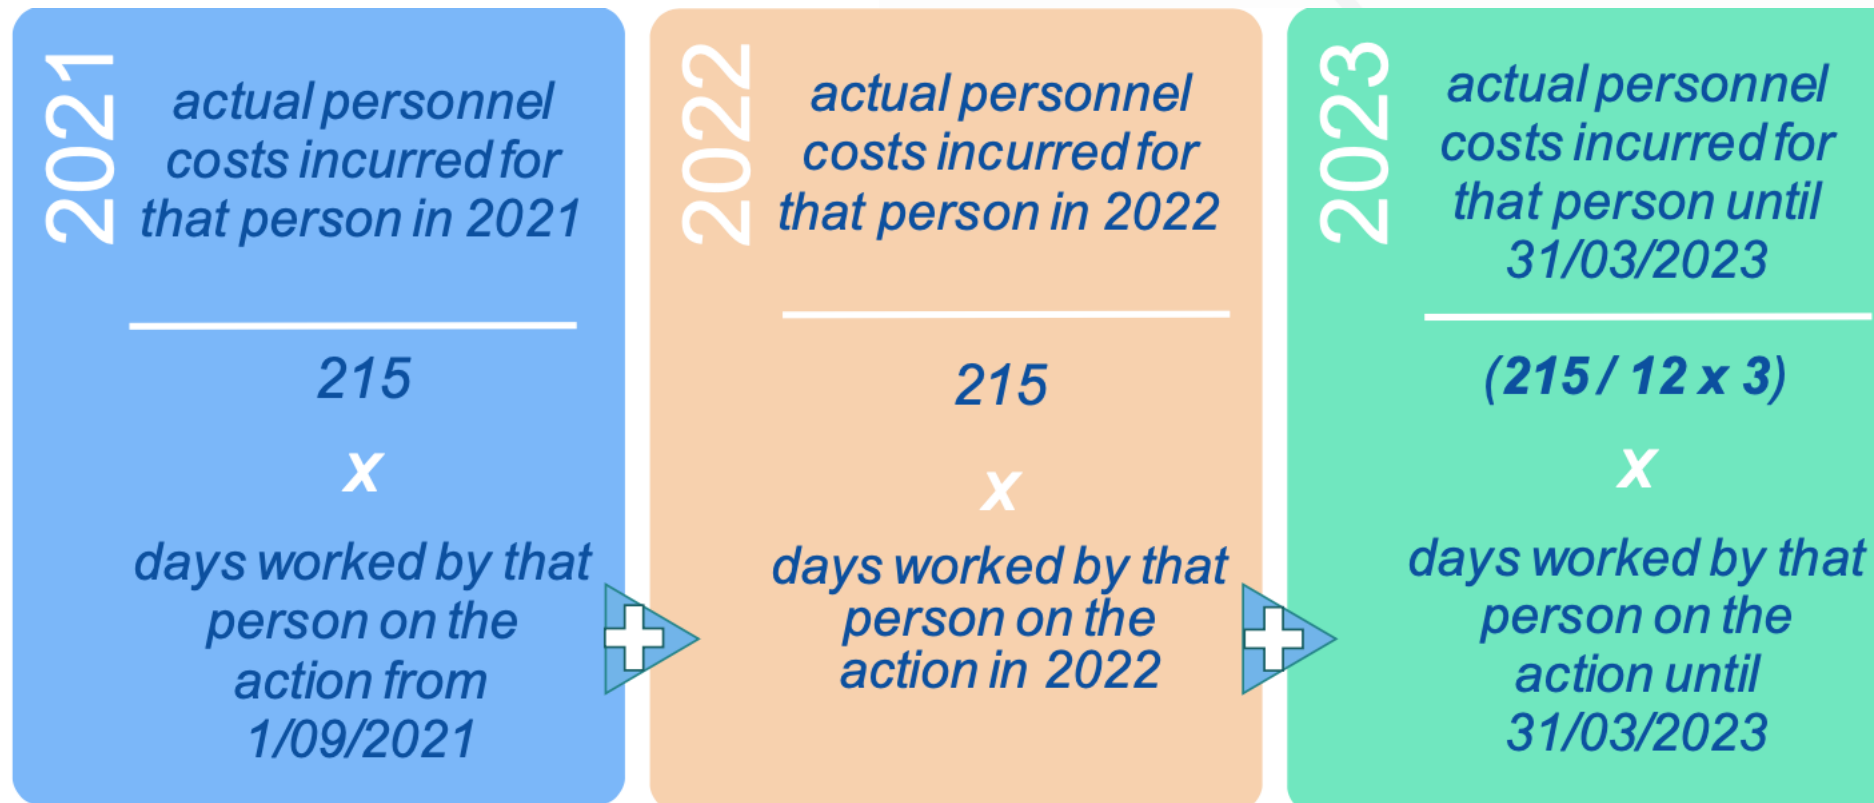 2021
actual personnel
costs incurred for
that person in 2021
215
x
days worked by that
person on the
action from
1/09/2021
2022
actual personnel
costs incurred for
that person in 2022
215
x
days worked by that
person on the
action in 2022
2023
actual personnel
costs incurred for
that person until
31/03/2023
(215 / 12 x 3)
x
days worked by that
person on the
action until
31/03/2023